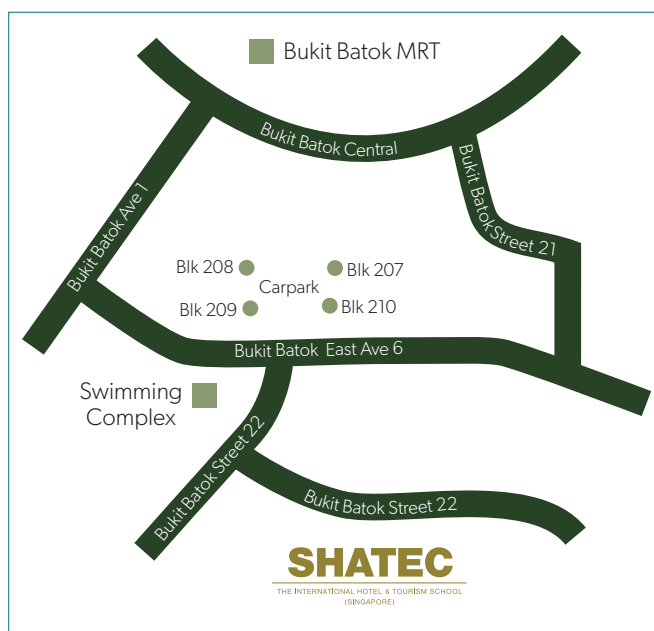 Bukit Batok MRT
Bukit Batok Central
Bukit Batok Ave 1
Bukit Batok Street 21
Blk 208
Blk 207
Carpark
Blk 209
Blk 210
Bukit Batok East Ave 6
Swimming
Complex
Bukit Batok Street 22
Bukit Batok Street 22
SHATEC
THE INTERNATIONAL HOTEL & TOURISM SCHOOL
(SINGAPORE)